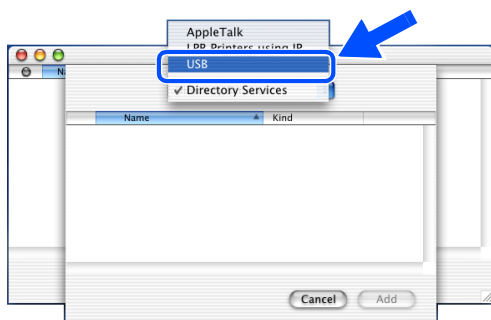 AppleTalk
LPR Printers using IP
USB
✓ Directory Services
Name Kind
Cancel Add